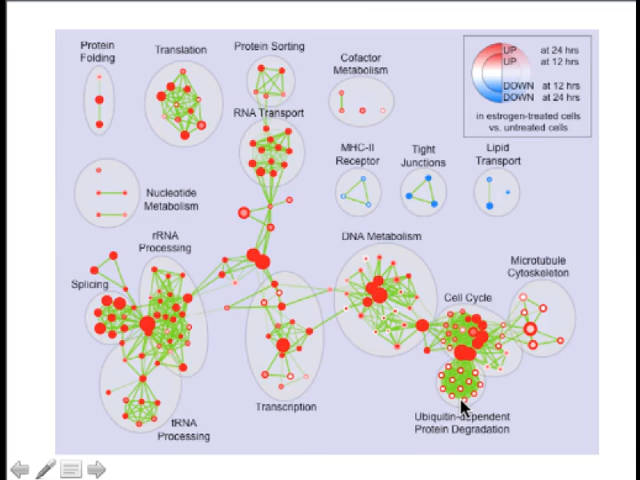 Protein
Folding
Translation
Protein Sorting
Cofactor
Metabolism
UP at 24 hrs
UP at 12 hrs
DOWN at 12 hrs
DOWN at 24 hrs
in estrogen-treated cells
vs. untreated cells
RNA Transport
MHC-II
Receptor
Tight
Junctions
Lipid
Transport
Nucleotide
Metabolism
rRNA
Processing
DNA Metabolism
Microtubule
Cytoskeleton
Splicing
Cell Cycle
Transcription
Ubiquitin-dependent
Protein Degradation
tRNA
Processing